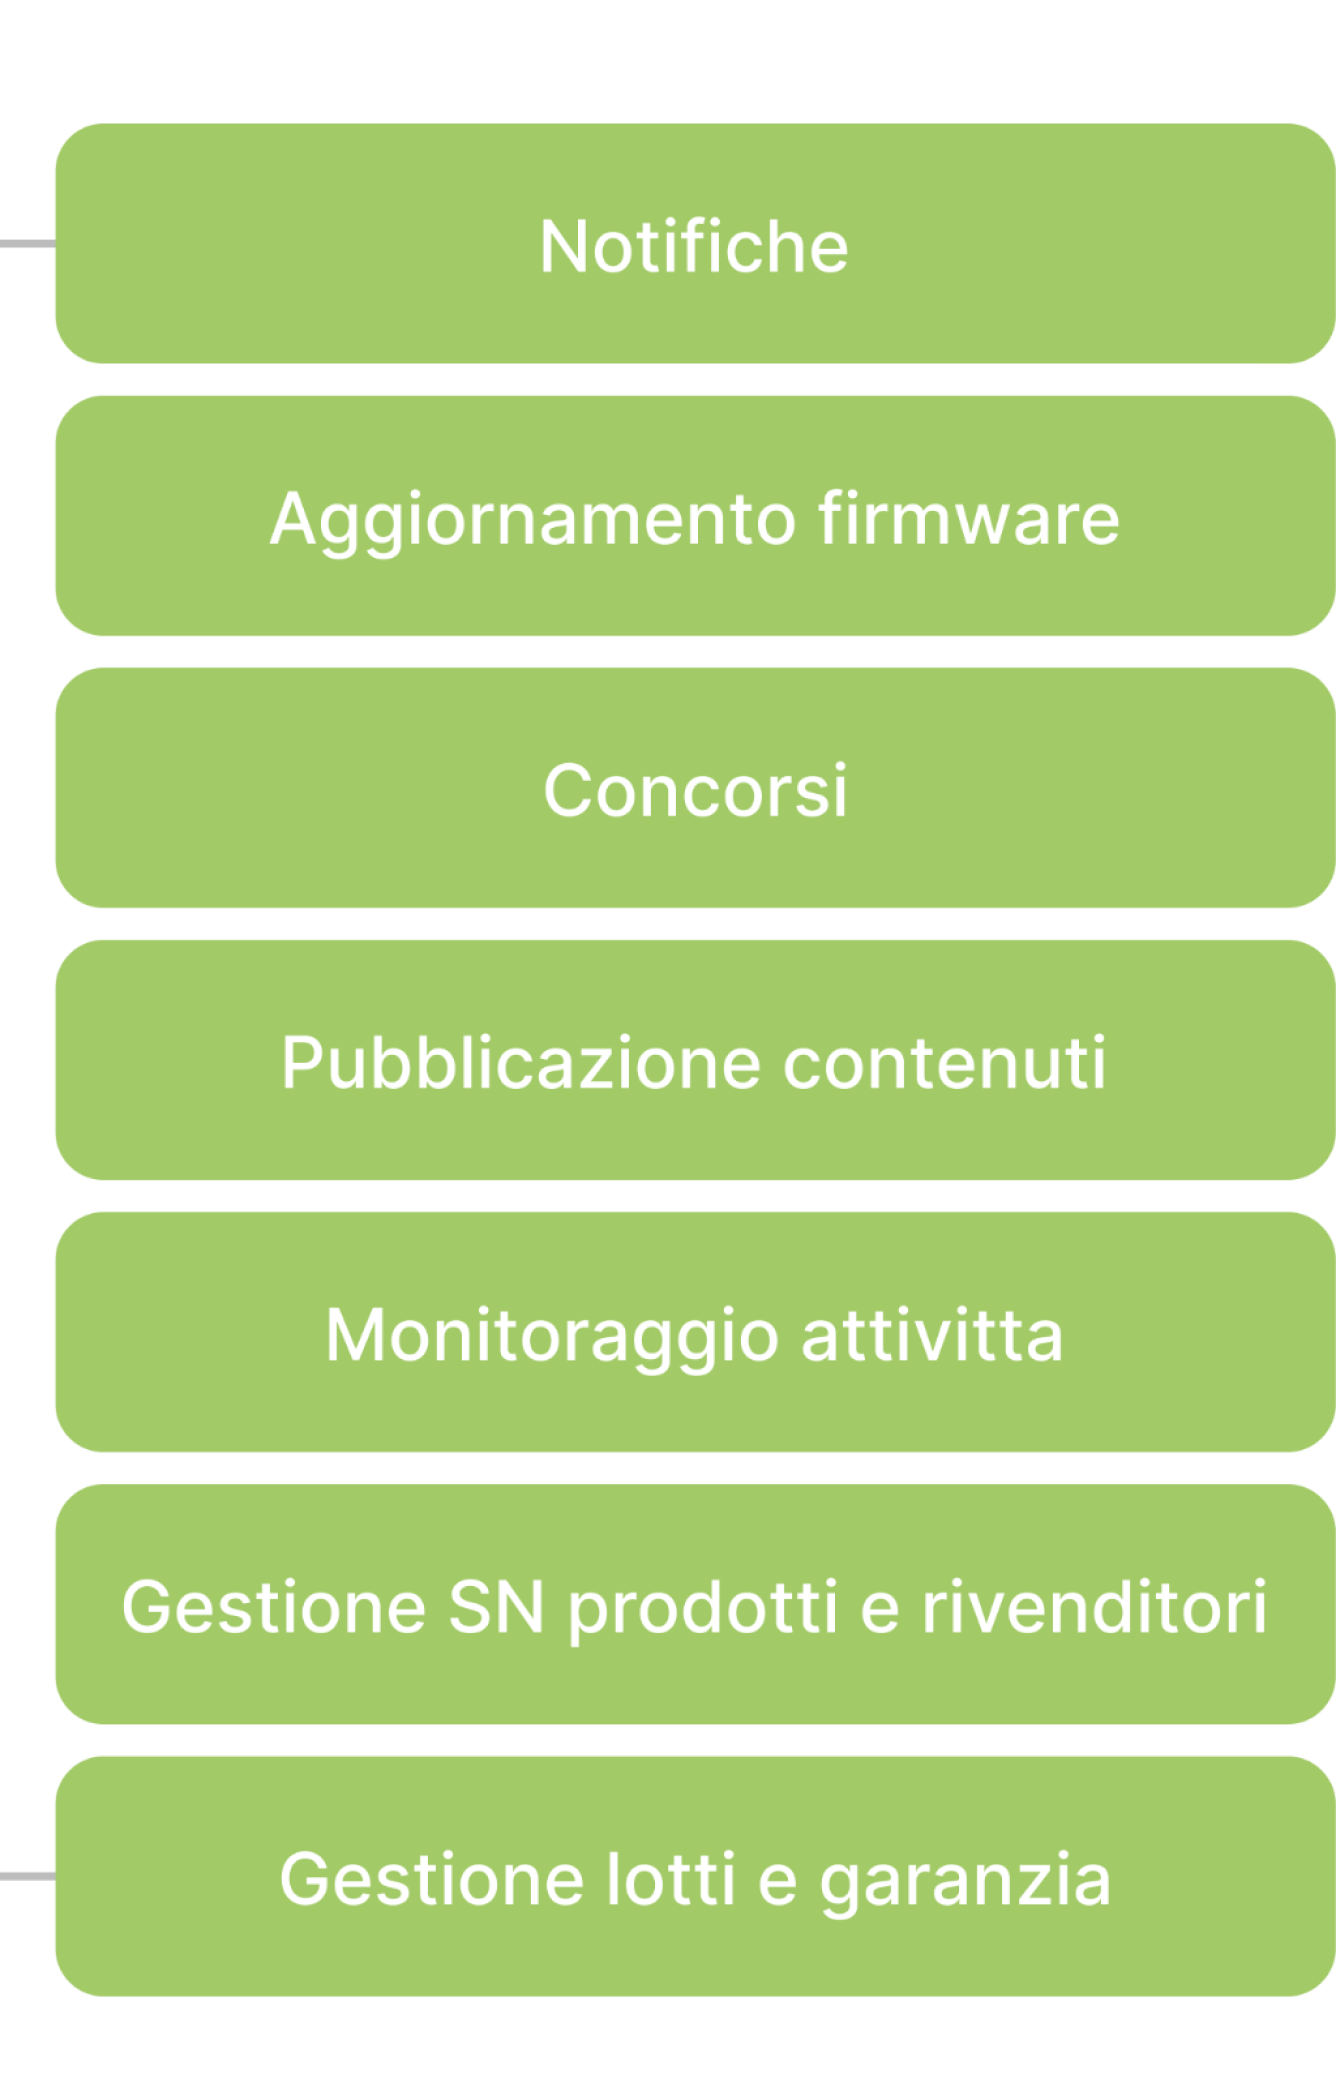 Notifiche
Aggiornamento firmware
Concorsi
Pubblicazione contenuti
Monitoraggio attivitta
Gestione SN prodotti e rivenditori
Gestione lotti e garanzia